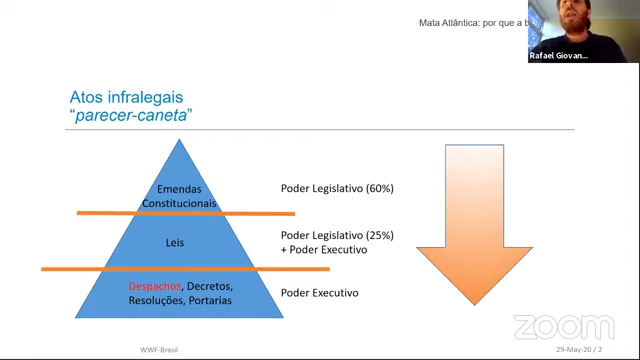 Mata Atlântica: por que a b
Rafael Giovan...
Atos infralegais
“parecer-caneta”
Emendas
Constitucionais
Poder Legislativo (60%)
Leis
Poder Legislativo (25%)
+ Poder Executivo
Despachos, Decretos,
Resoluções, Portarias
Poder Executivo
zoom
WWF-Brasil
29-May-20 / 2